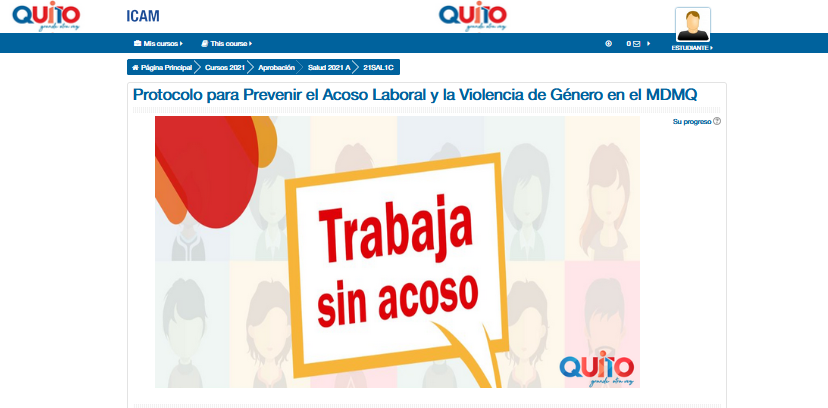 QUITO
grande otra vez
ICAM
QUITO
grande otra vez
Mis cursos
This course
0
ESTUDIANTE
Página Principal
Cursos 2021
Aprobación
Salud 2021 A
21SAL1C
Protocolo para Prevenir el Acoso Laboral y la Violencia de Género en el MDMQ
Su progreso
Trabaja
sin acoso
QUITO
grande otra vez